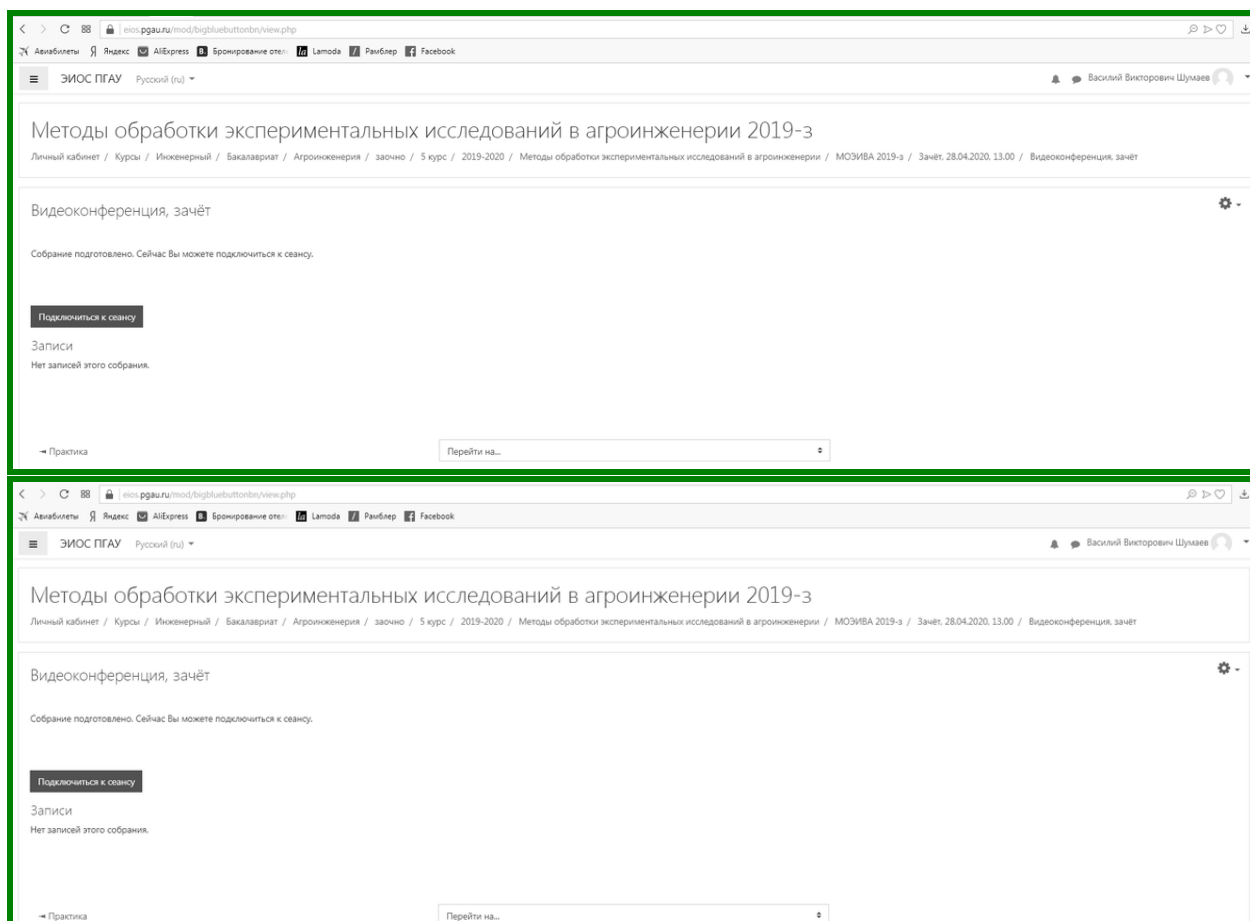 eios.pgau.ru/mod/bigbluebuttonbn/view.php
Авиабилеты Яндекс AliExpress Бронирование отел Lamoda Рамблер Facebook
ЭИОС ПГАУ Русский (ru) Василий Викторович Шумаев
Методы обработки экспериментальных исследований в агроинженерии 2019-з
Личный кабинет / Курсы / Инженерный / Бакалавриат / Агроинженерия / заочно / 5 курс / 2019-2020 / Методы обработки экспериментальных исследований в агроинженерии / МОЭИВА 2019-з / Зачёт, 28.04.2020, 13.00 / Видеоконференция, зачёт
Видеоконференция, зачёт
Собрание подготовлено. Сейчас Вы можете подключиться к сеансу.
Подключиться к сеансу
Записи
Нет записей этого собрания.
◄ Практика Перейти на...
eios.pgau.ru/mod/bigbluebuttonbn/view.php
Авиабилеты Яндекс AliExpress Бронирование отел Lamoda Рамблер Facebook
ЭИОС ПГАУ Русский (ru) Василий Викторович Шумаев
Методы обработки экспериментальных исследований в агроинженерии 2019-з
Личный кабинет / Курсы / Инженерный / Бакалавриат / Агроинженерия / заочно / 5 курс / 2019-2020 / Методы обработки экспериментальных исследований в агроинженерии / МОЭИВА 2019-з / Зачёт, 28.04.2020, 13.00 / Видеоконференция, зачёт
Видеоконференция, зачёт
Собрание подготовлено. Сейчас Вы можете подключиться к сеансу.
Подключиться к сеансу
Записи
Нет записей этого собрания.
◄ Практика Перейти на...